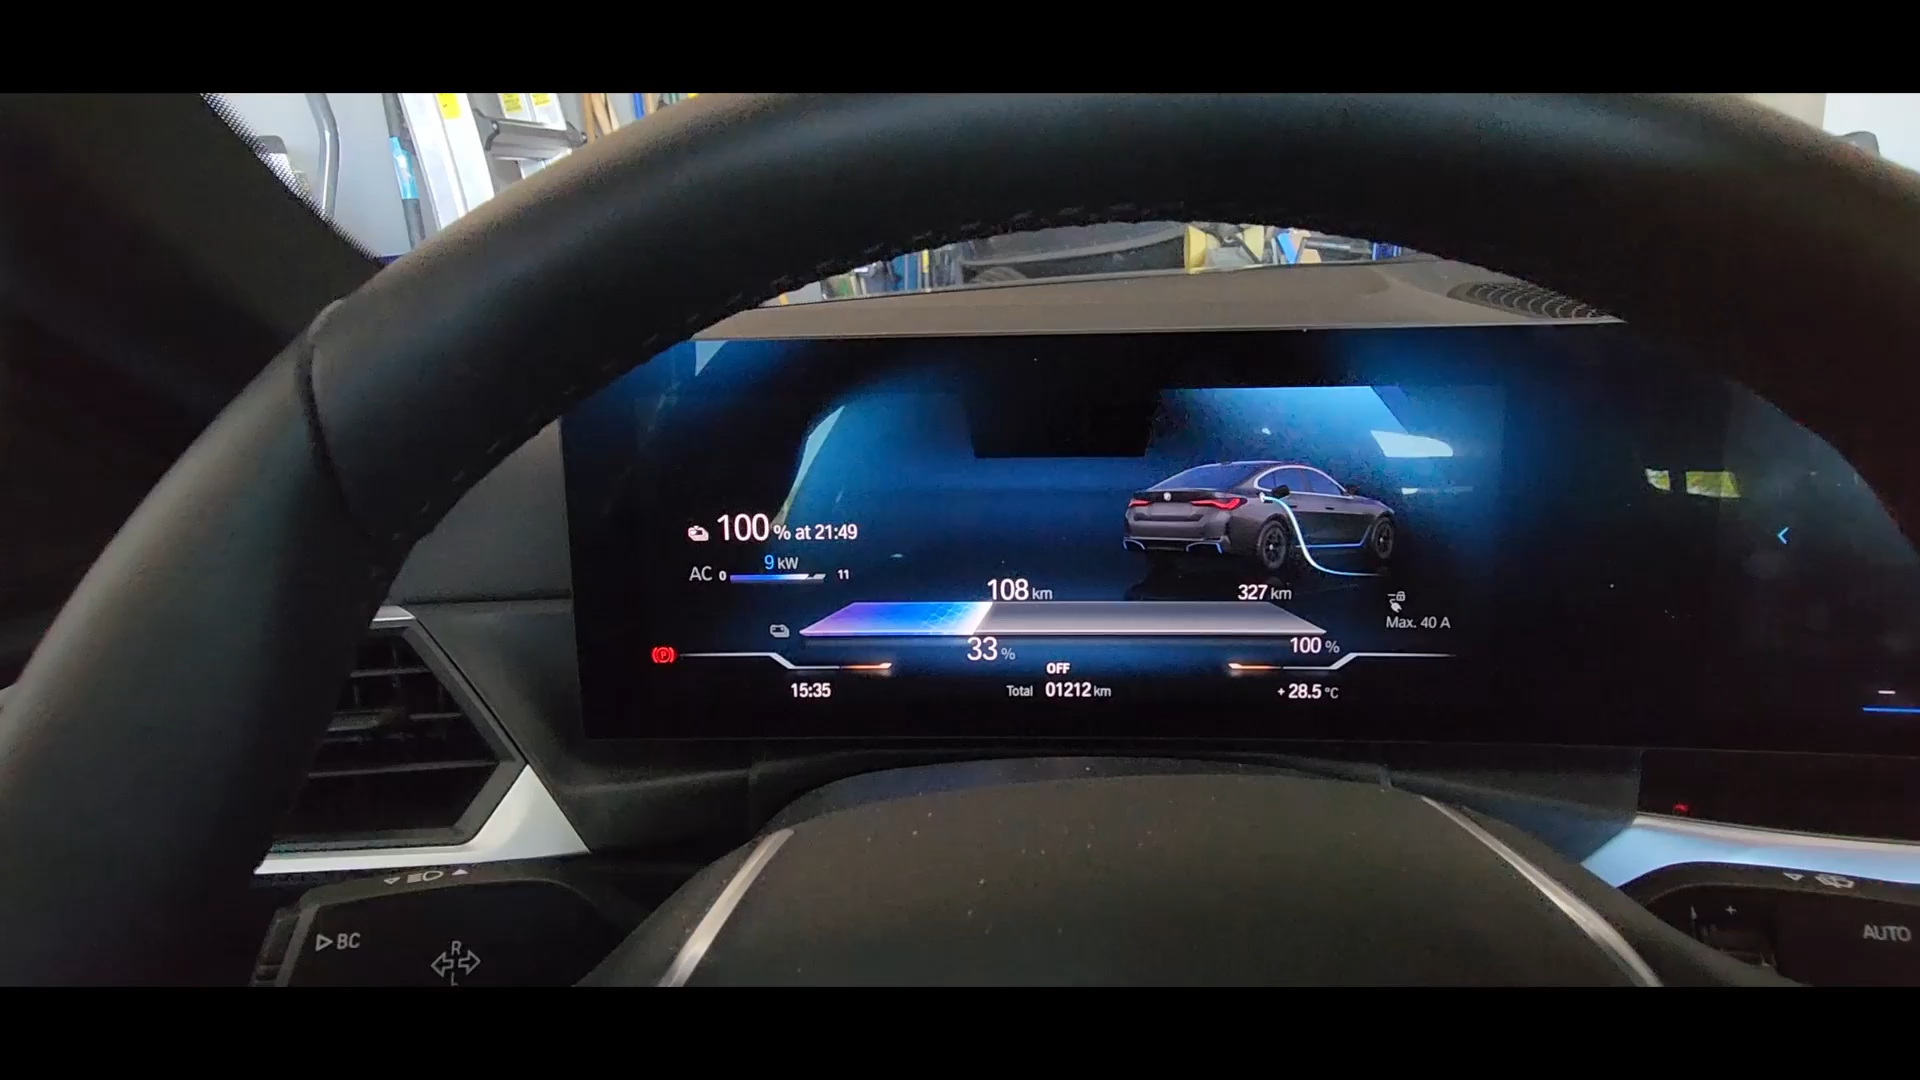 100 % at 21:49
9 kW
AC 0 11
108 km
327 km
Max. 40 A
33 %
100 %
OFF
15:35
Total 01212 km
+ 28.5 °C
BC
R
L
AUTO